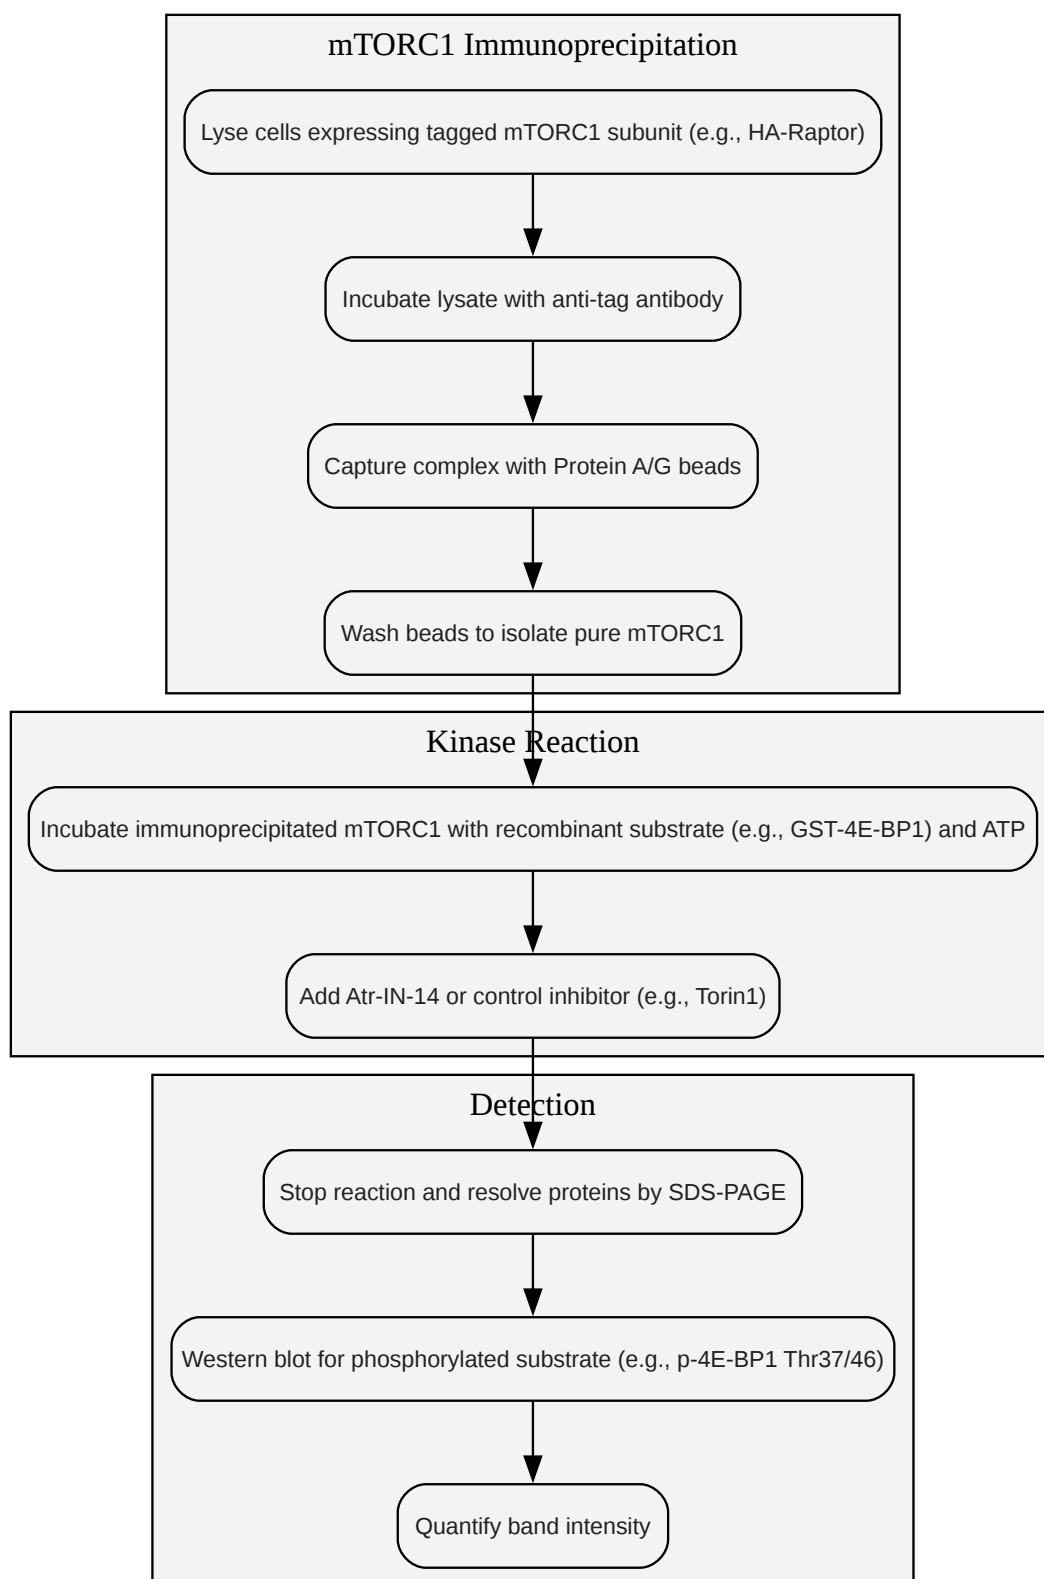 mTORC1 Immunoprecipitation
Lyse cells expressing tagged mTORC1 subunit (e.g., HA-Raptor)
Incubate lysate with anti-tag antibody
Capture complex with Protein A/G beads
Wash beads to isolate pure mTORC1
Kinase Reaction
Incubate immunoprecipitated mTORC1 with recombinant substrate (e.g., GST-4E-BP1) and ATP
Add Atr-IN-14 or control inhibitor (e.g., Torin1)
Detection
Stop reaction and resolve proteins by SDS-PAGE
Western blot for phosphorylated substrate (e.g., p-4E-BP1 Thr37/46)
Quantify band intensity